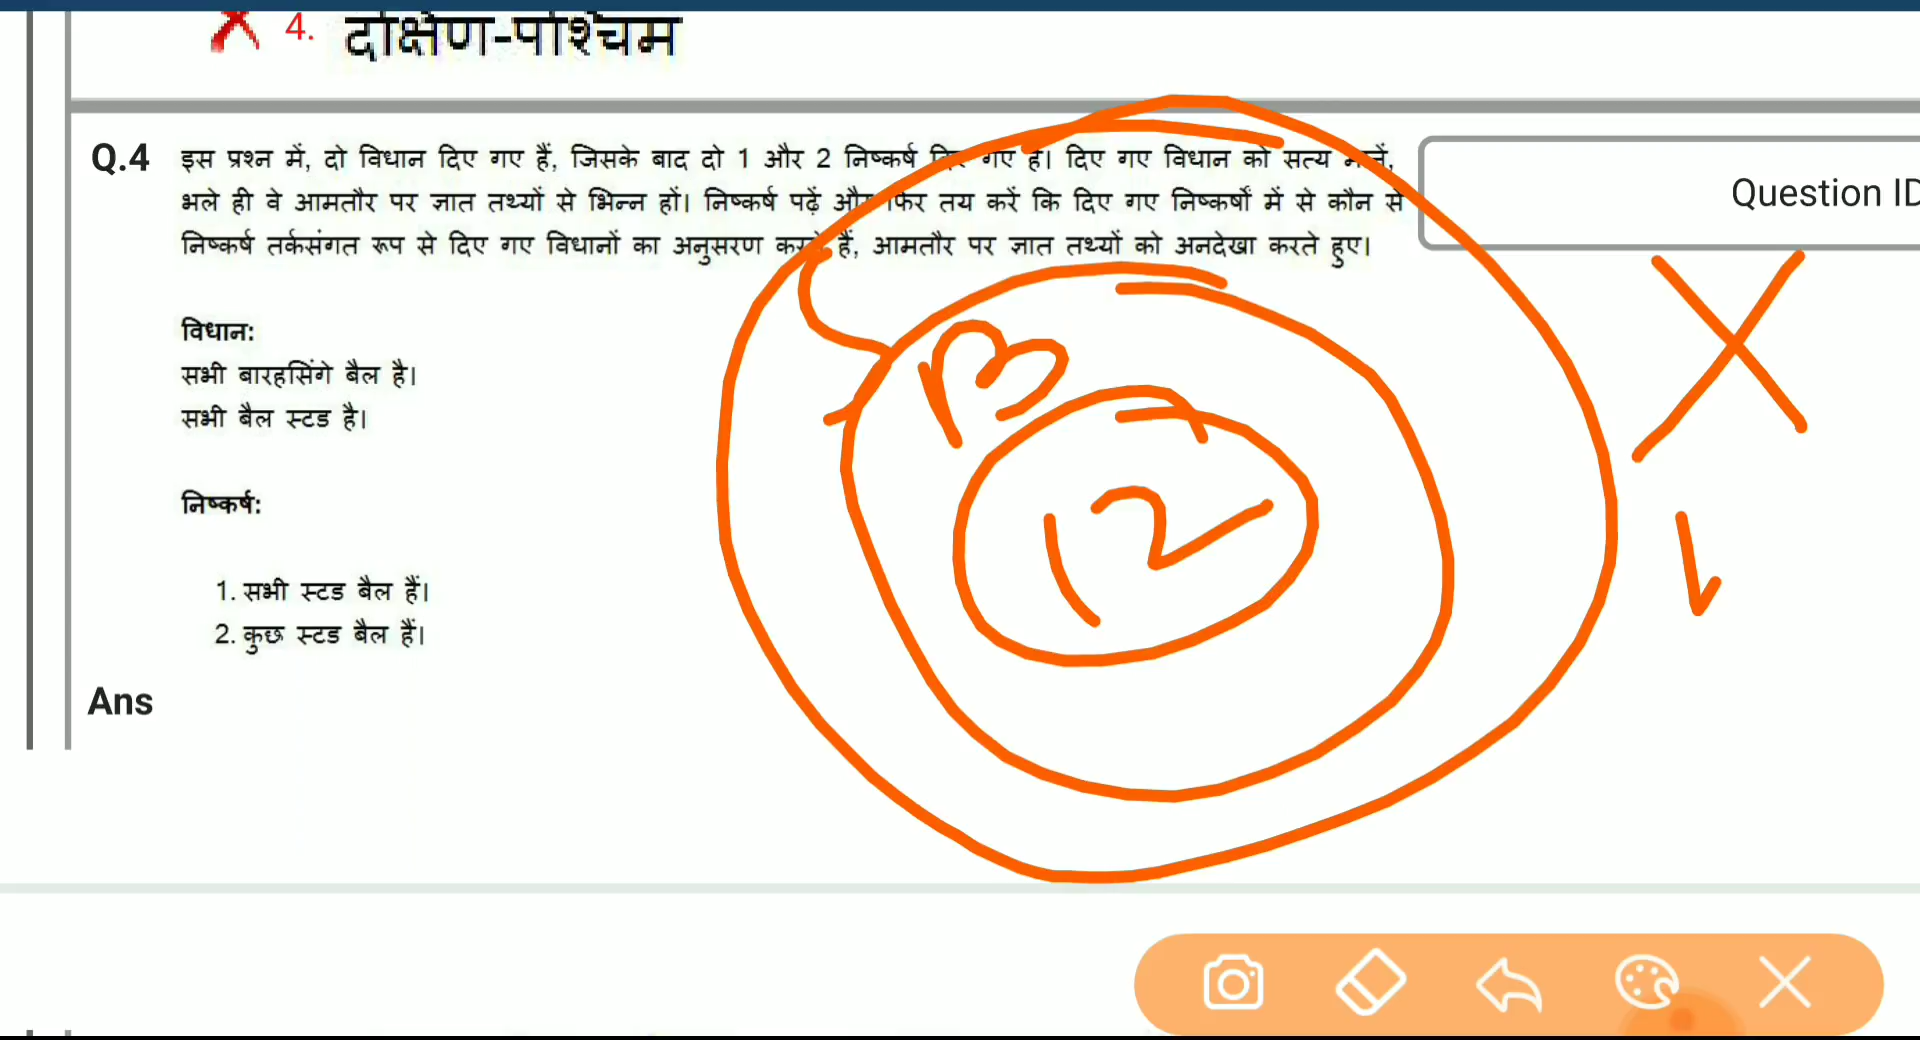 4. दक्षिण-पश्चिम
Q.4 इस प्रश्न में, दो विधान दिए गए हैं, जिसके बाद दो 1 और 2 निष्कर्ष दिए गए हैं। दिए गए विधान को सत्य मानें,
Question ID
भले ही वे आमतौर पर ज्ञात तथ्यों से भिन्न हों। निष्कर्ष पढ़ें और फिर तय करें कि दिए गए निष्कर्षों में से कौन से
निष्कर्ष तर्कसंगत रूप से दिए गए विधानों का अनुसरण करते हैं, आमतौर पर ज्ञात तथ्यों को अनदेखा करते हुए।
विधान:
सभी बारहसिंगे बैल है।
सभी बैल स्टड है।
निष्कर्ष:
1. सभी स्टड बैल हैं।
2. कुछ स्टड बैल हैं।
Ans
B
12